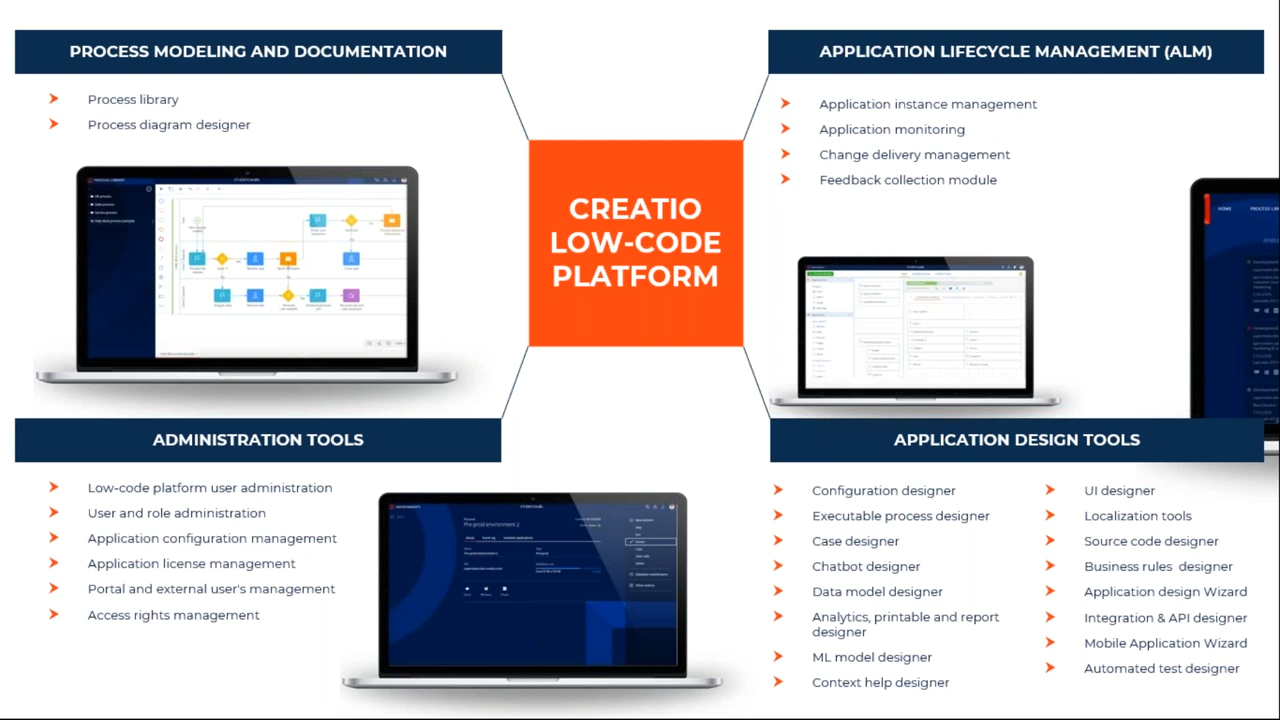 PROCESS MODELING AND DOCUMENTATION
Process library
Process diagram designer
CREATIO
LOW-CODE
PLATFORM
APPLICATION LIFECYCLE MANAGEMENT (ALM)
Application instance management
Application monitoring
Change delivery management
Feedback collection module
HOME
ADMINISTRATION TOOLS
Low-code platform user administration
User and role administration
Application configuration management
Application license management
Portal and external user's management
Access rights management
Pre-prod environment 2
APPLICATION DESIGN TOOLS
Configuration designer
Executable process designer
Case designer
Chatbot designer
Data model designer
Analytics, printable and report
designer
ML model designer
Context help designer
UI designer
Localization tools
Source code designer
Business rules designer
Application design Wizard
Integration & API designer
Mobile Application Wizard
Automated test designer